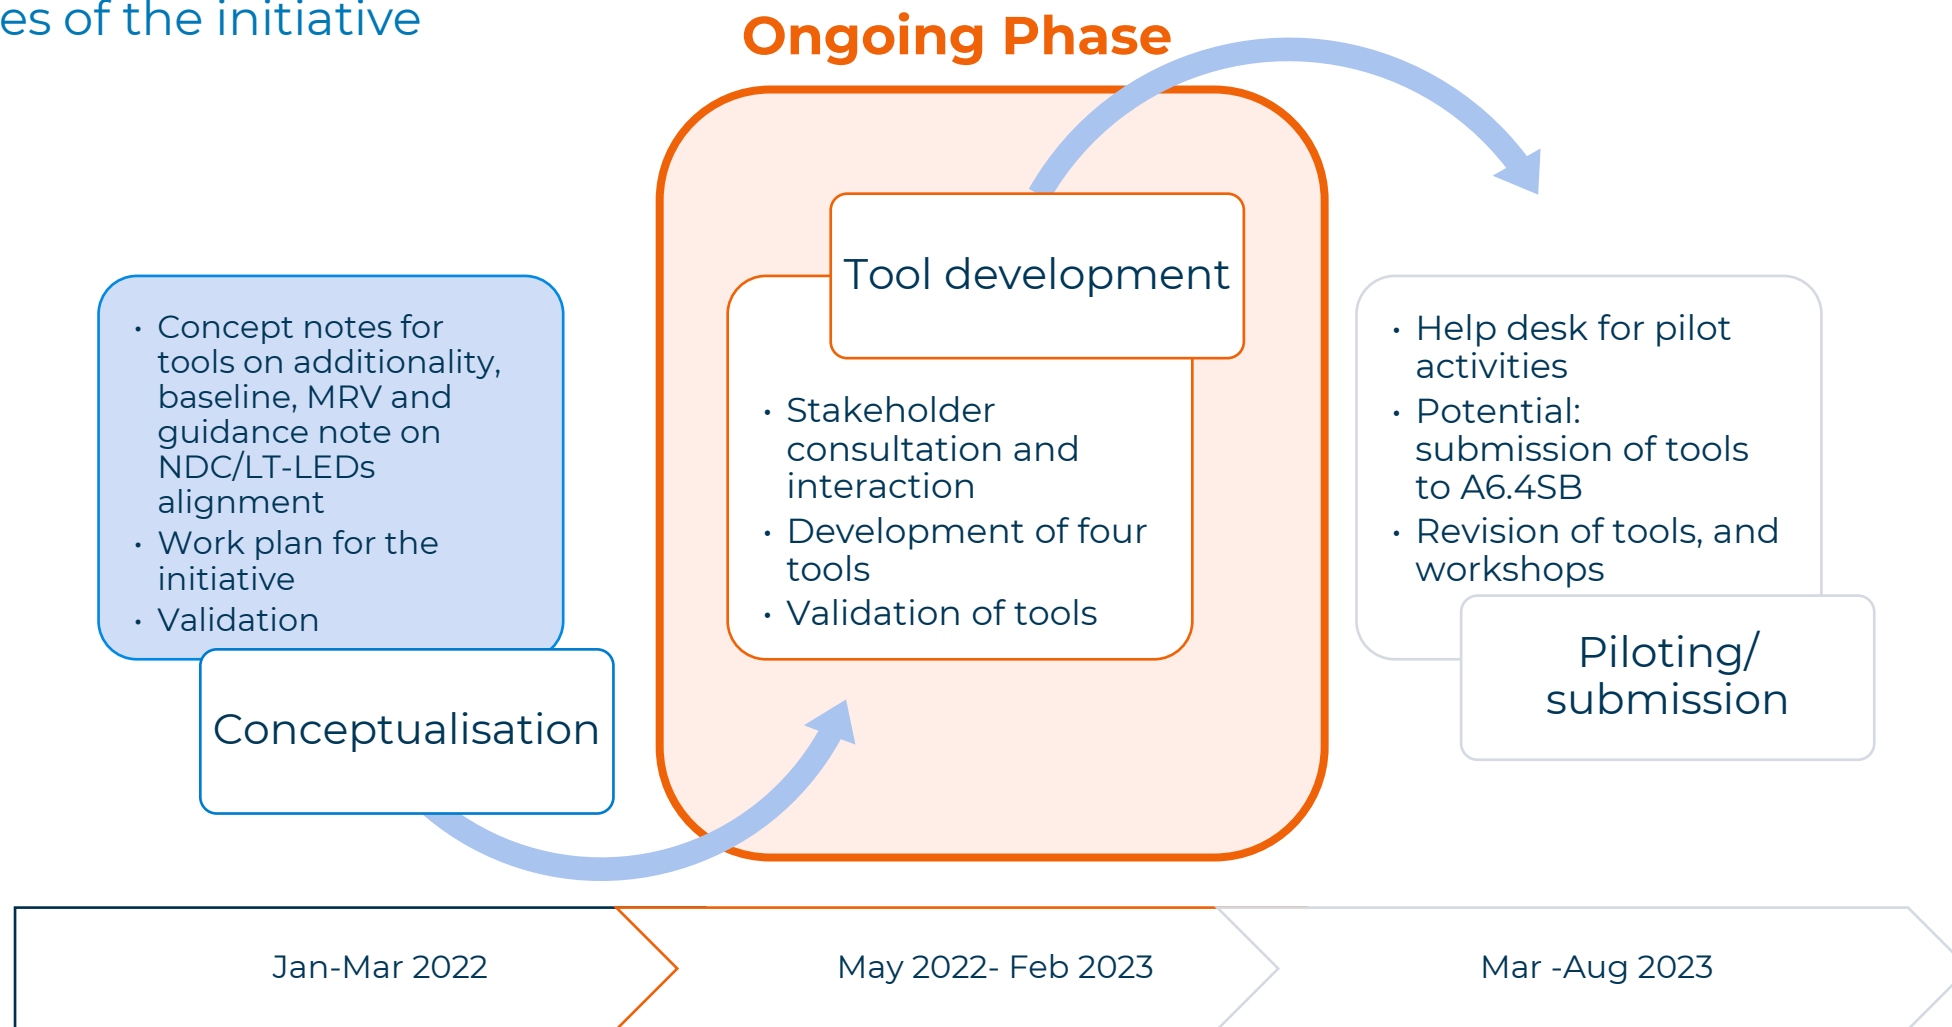 es of the initiative
Ongoing Phase
• Concept notes for
tools on additionality,
baseline, MRV and
guidance note on
NDC/LT-LEDs
alignment
• Work plan for the
initiative
• Validation
Conceptualisation
Tool development
• Stakeholder
consultation and
interaction
• Development of four
tools
• Validation of tools
• Help desk for pilot
activities
• Potential:
submission of tools
to A6.4SB
• Revision of tools, and
workshops
Piloting/
submission
Jan-Mar 2022
May 2022- Feb 2023
Mar -Aug 2023